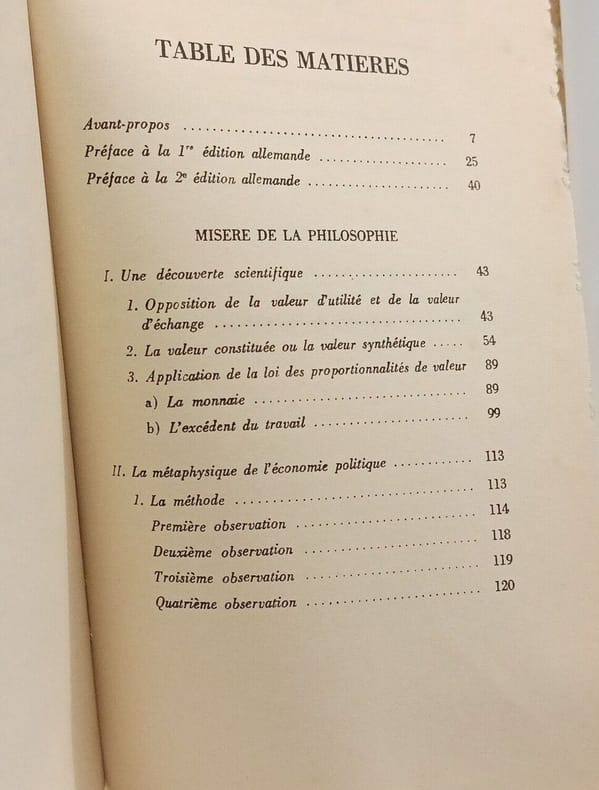 TABLE DES MATIERES
Avant-propos ........ 7
Préface à la 1re édition allemande ........ 25
Préface à la 2e édition allemande ........ 40
MISERE DE LA PHILOSOPHIE
I. Une découverte scientifique ........ 43
1. Opposition de la valeur d'utilité et de la valeur
d'échange ........ 43
2. La valeur constituée ou la valeur synthétique ..... 54
3. Application de la loi des proportionnalités de valeur 89
a) La monnaie ........ 89
b) L'excédent du travail ........ 99
II. La métaphysique de l'économie politique ........ 113
1. La méthode ........ 113
Première observation ........ 114
Deuxième observation ........ 118
Troisième observation ........ 119
Quatrième observation ........ 120